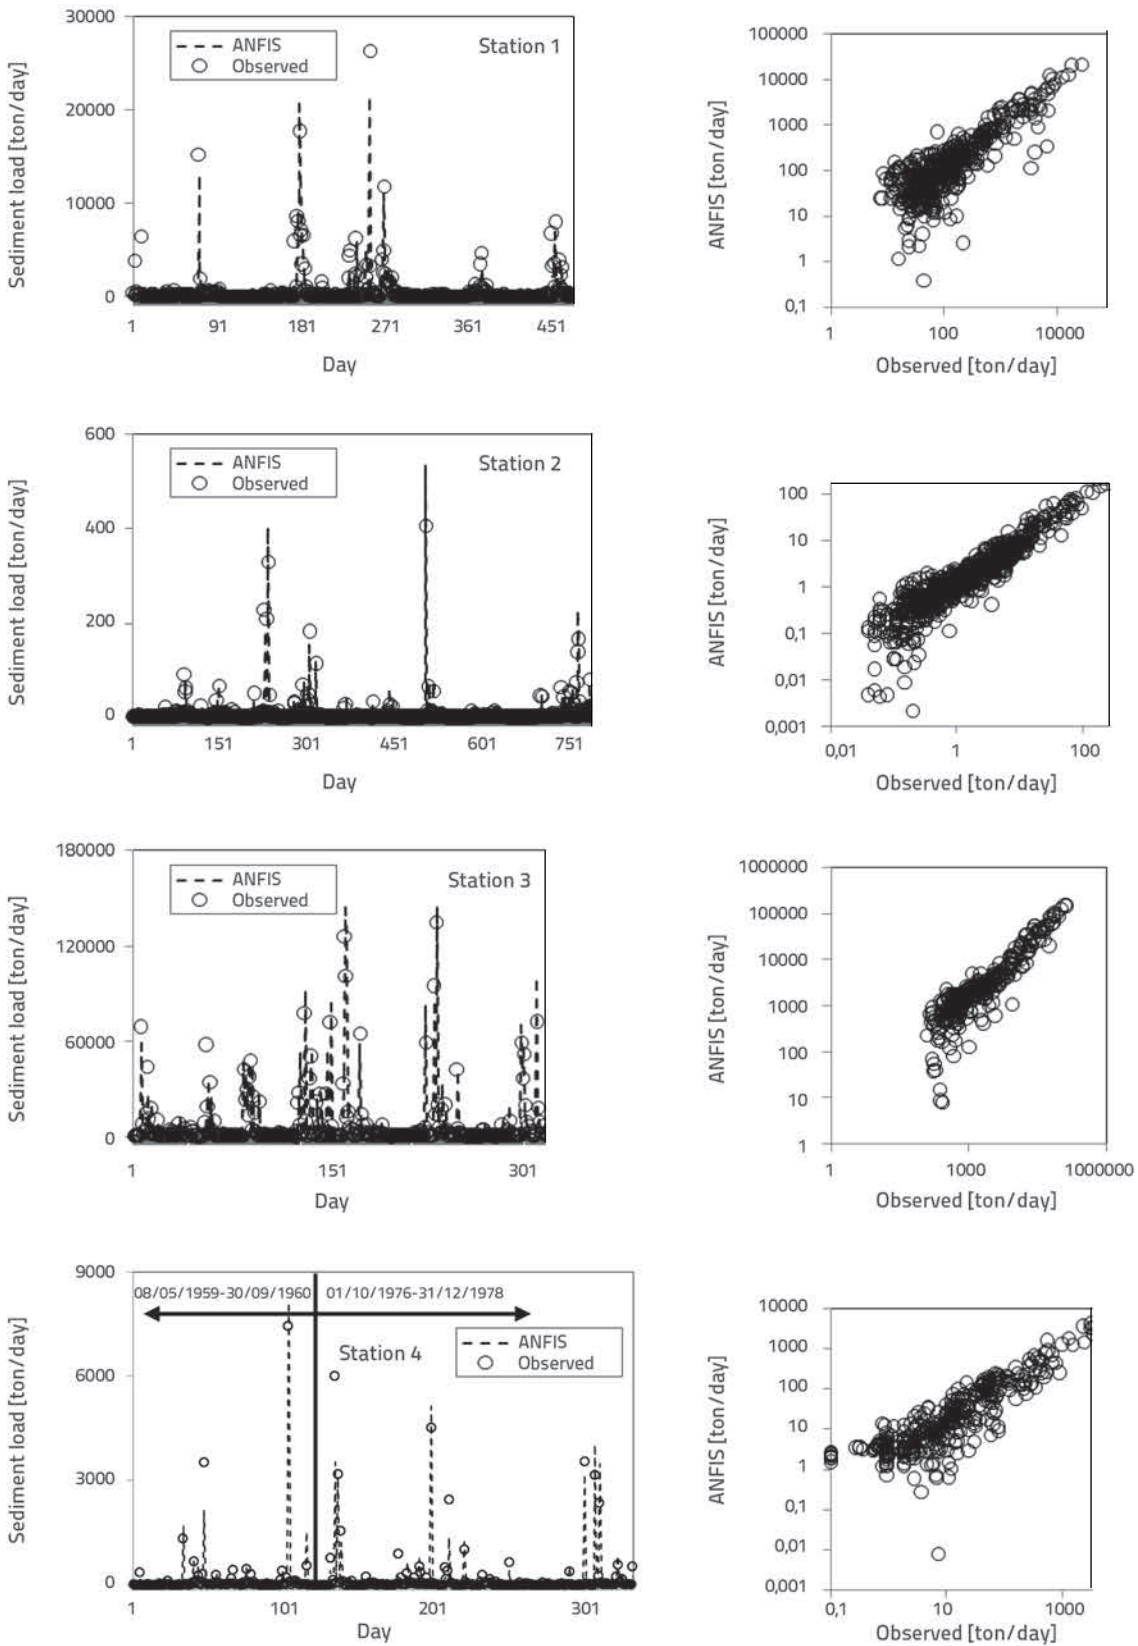 30000
20000
10000
0
Sediment load [ton/day]
ANFIS
Observed
Station 1
1 91 181 271 361 451
Day
100000
10000
1000
100
10
1
0,1
ANFIS [ton/day]
1 100 10000
Observed [ton/day]
600
400
200
0
Sediment load [ton/day]
ANFIS
Observed
Station 2
1 151 301 451 601 751
Day
100
10
1
0,1
0,01
0,001
ANFIS [ton/day]
0,01 1 100
Observed [ton/day]
180000
120000
60000
0
Sediment load [ton/day]
ANFIS
Observed
Station 3
1 151 301
Day
1000000
100000
10000
1000
100
10
1
ANFIS [ton/day]
1 1000 1000000
Observed [ton/day]
9000
6000
3000
0
Sediment load [ton/day]
08/05/1959-30/09/1960 01/10/1976-31/12/1978
ANFIS
Observed
Station 4
1 101 201 301
Day
10000
1000
100
10
1
0,1
0,01
0,001
ANFIS [ton/day]
0,1 10 1000
Observed [ton/day]